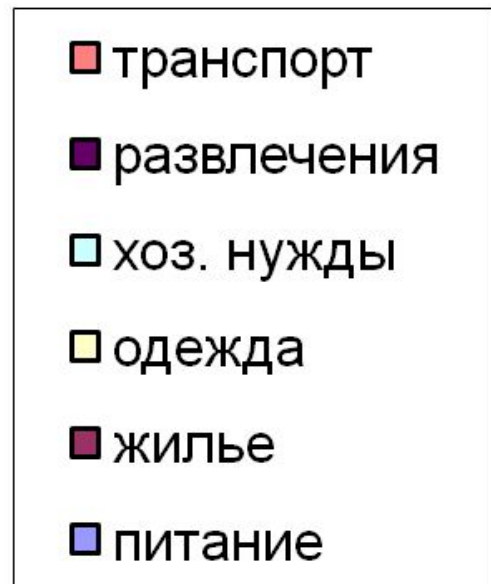 транспорт
развлечения
хоз. нужды
одежда
жилье
питание